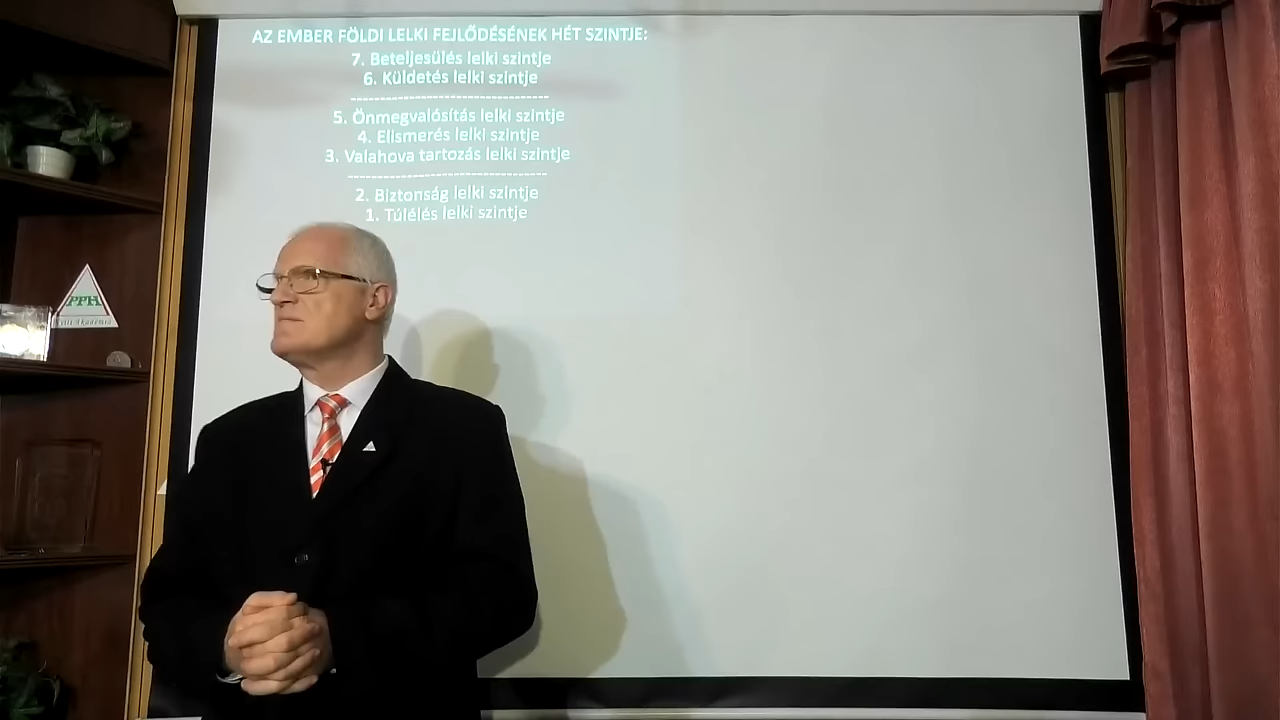 AZ EMBER FÖLDI LELKI FEJLŐDÉSÉNEK HÉT SZINTJE:
7. Beteljesülés lelki szintje
6. Küldetés lelki szintje
---------------------------------
5. Önmegvalósítás lelki szintje
4. Elismerés lelki szintje
3. Valahova tartozás lelki szintje
---------------------------------
2. Biztonság lelki szintje
1. Túlélés lelki szintje
PPH
Akadémia